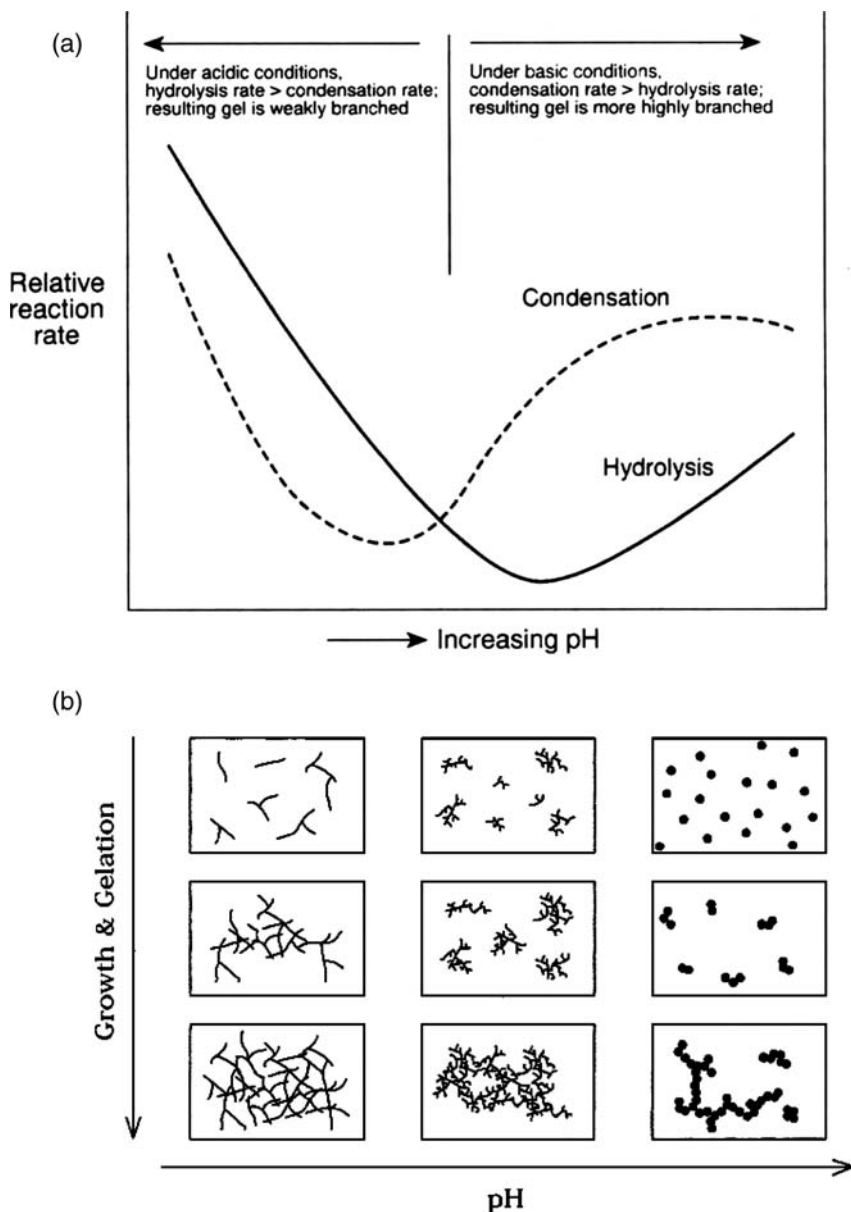 (a)
Under acidic conditions,
hydrolysis rate > condensation rate;
resulting gel is weakly branched
Under basic conditions,
condensation rate > hydrolysis rate;
resulting gel is more highly branched
Relative
reaction
rate
Condensation
Hydrolysis
Increasing pH
(b)
Growth & Gelation
pH